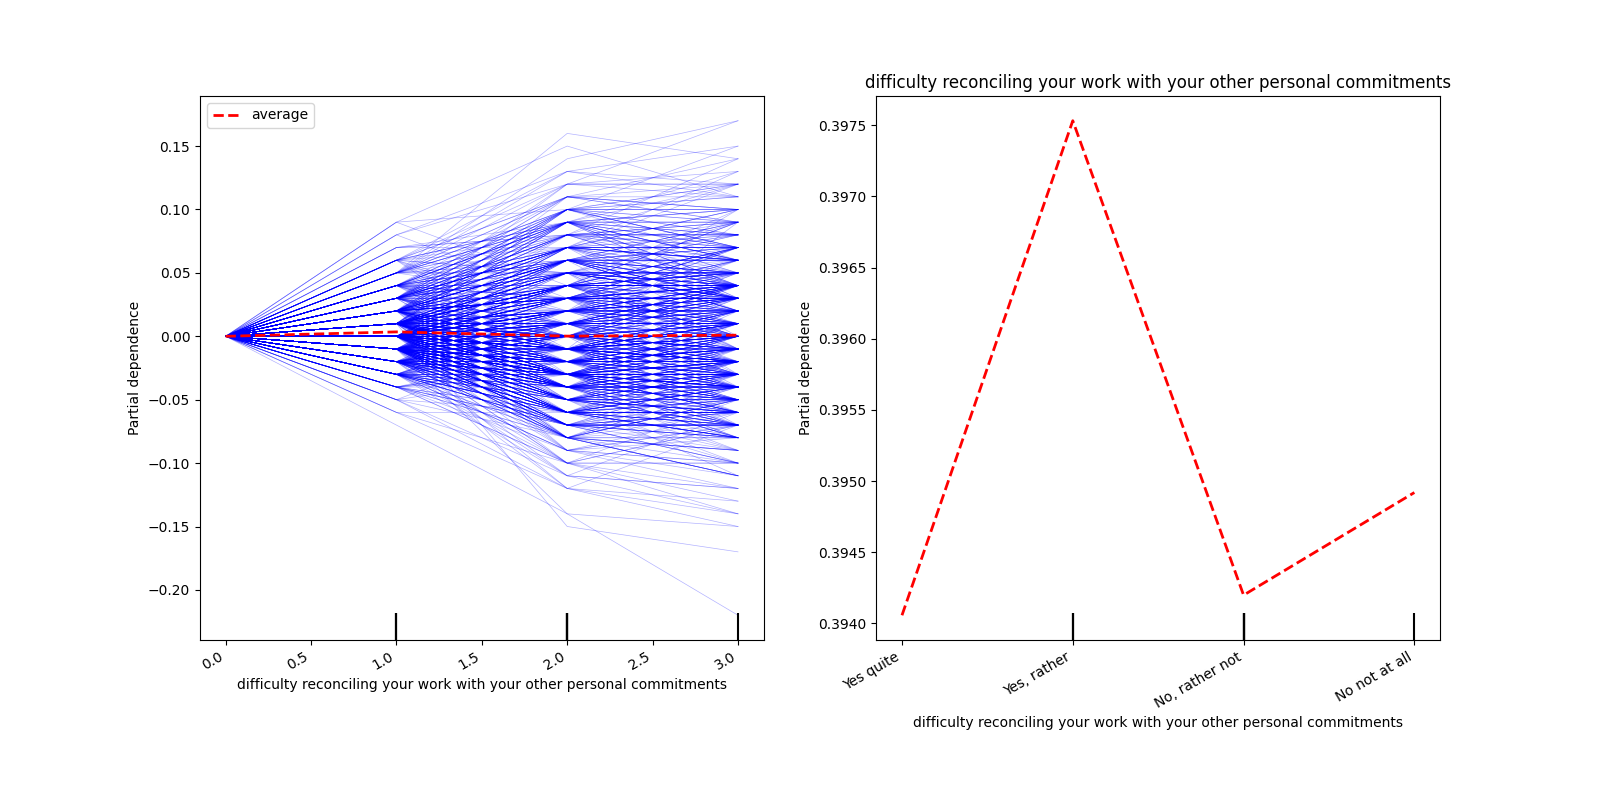 average
0.15
0.10
0.05
0.00
−0.05
−0.10
−0.15
−0.20
Partial dependence
0.0
0.5
1.0
1.5
2.0
2.5
3.0
difficulty reconciling your work with your other personal commitments
difficulty reconciling your work with your other personal commitments
0.3975
0.3970
0.3965
0.3960
0.3955
0.3950
0.3945
0.3940
Partial dependence
Yes quite
Yes, rather
No, rather not
No not at all
difficulty reconciling your work with your other personal commitments